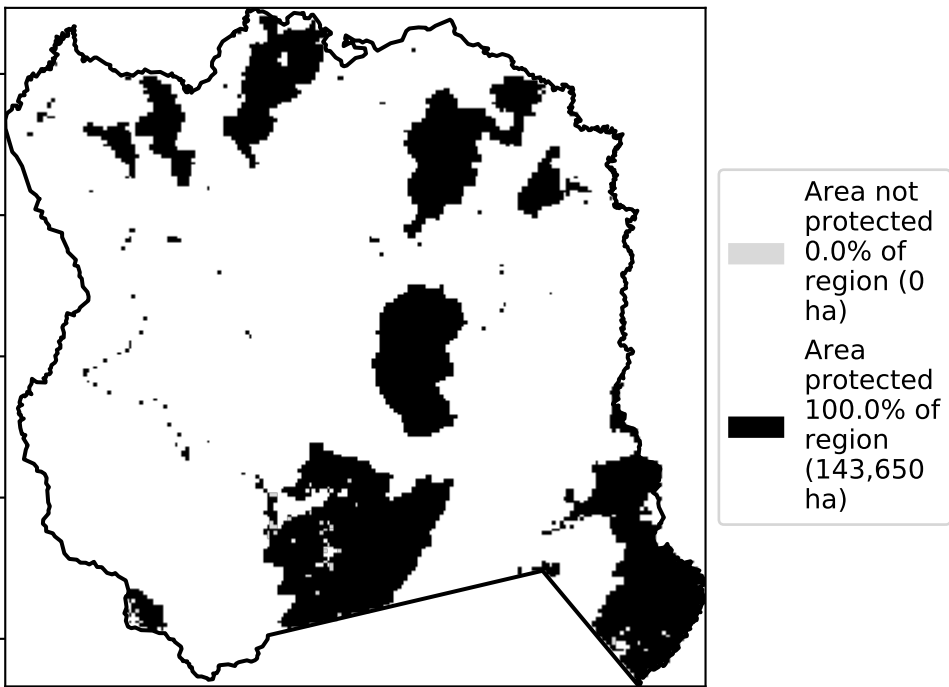 Area not
protected
0.0% of
region (0
ha)
Area
protected
100.0% of
region
(143,650
ha)